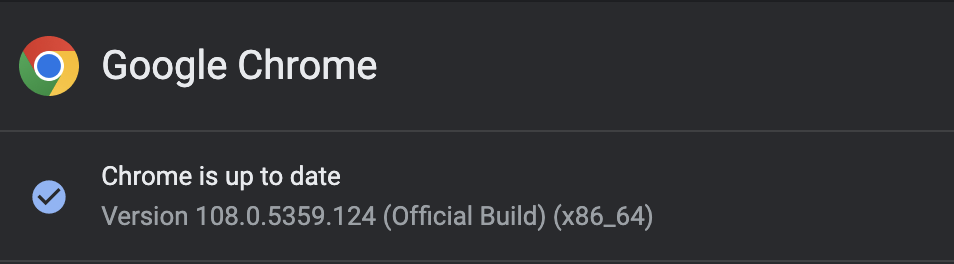 Google Chrome
Chrome is up to date
Version 108.0.5359.124 (Official Build) (x86_64)